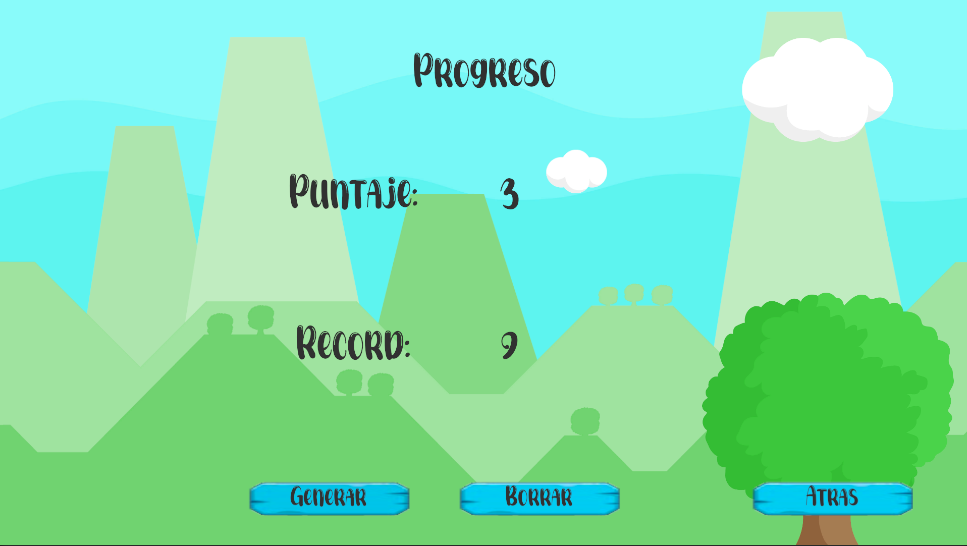 Progreso
Puntaje: 3
Record: 9
Generar
Borrar
Atras